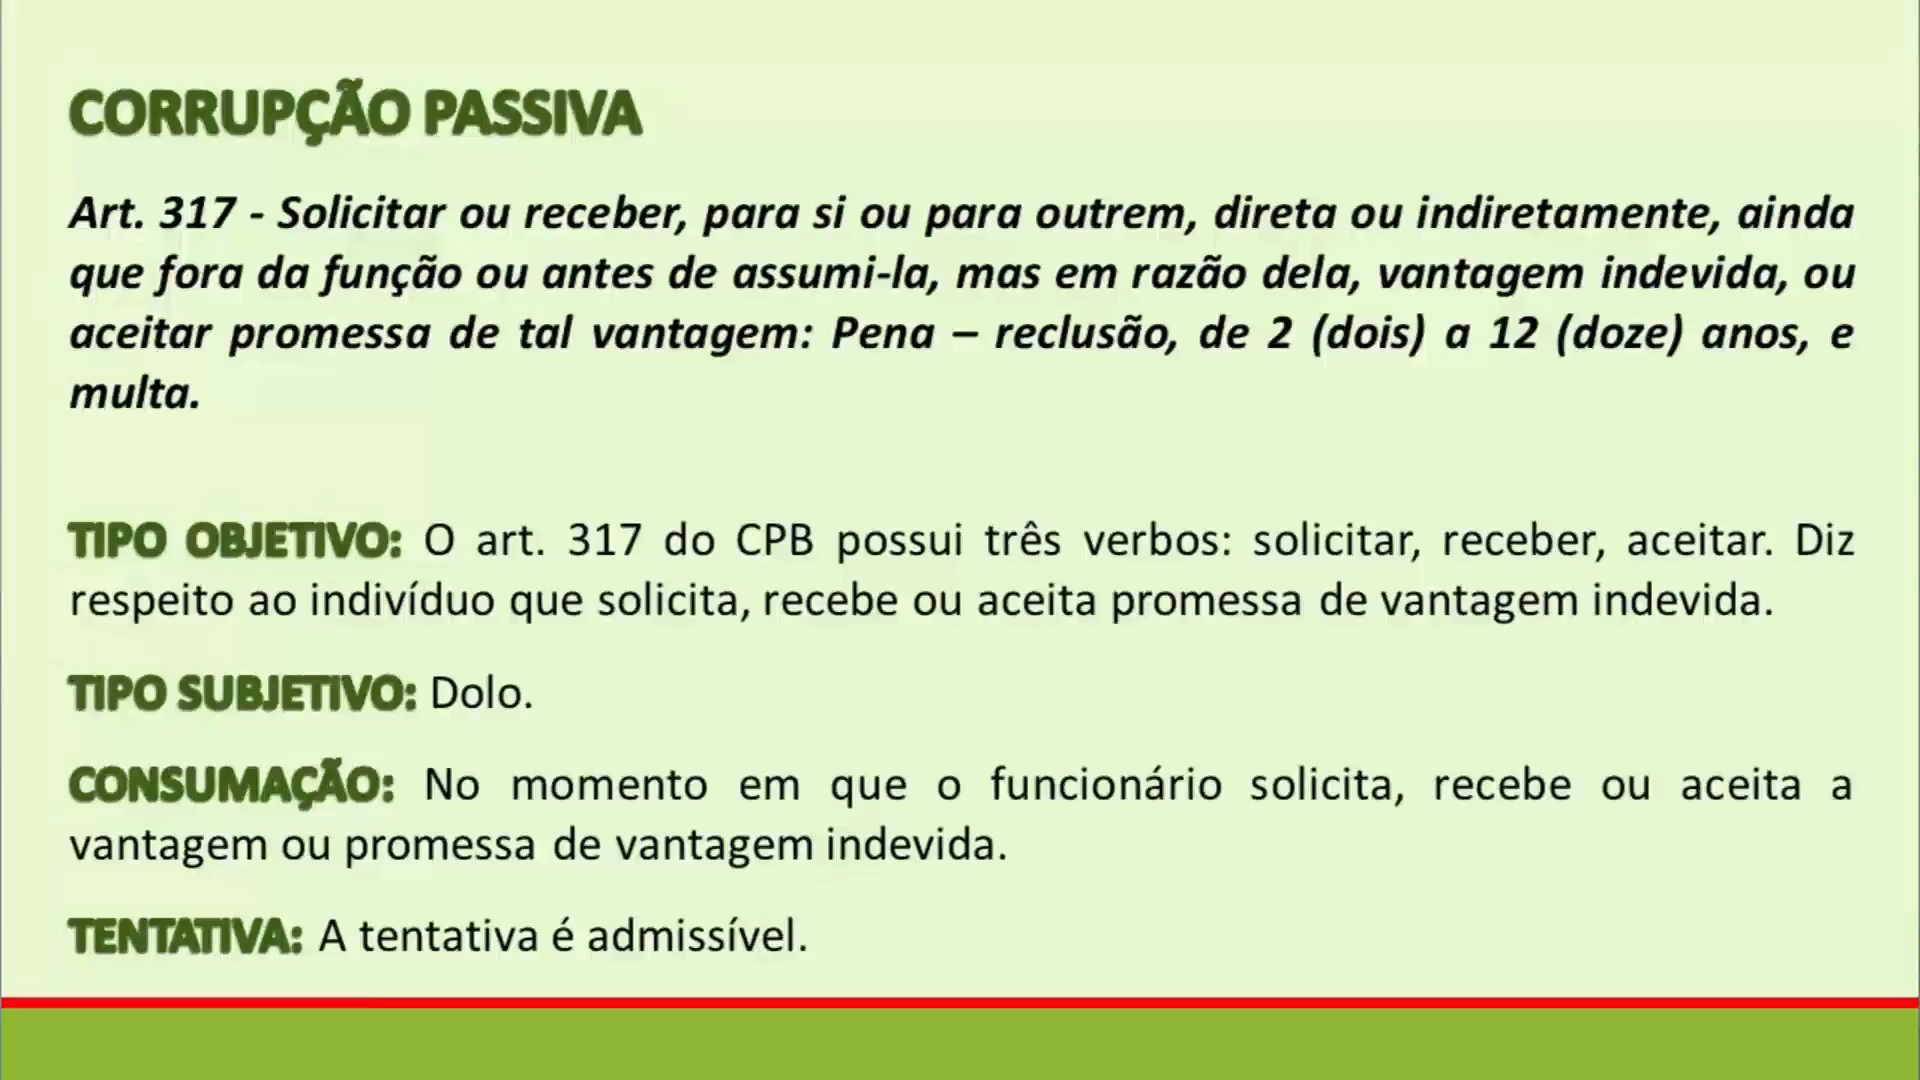 CORRUPÇÃO PASSIVA
Art. 317 - Solicitar ou receber, para si ou para outrem, direta ou indiretamente, ainda
que fora da função ou antes de assumi-la, mas em razão dela, vantagem indevida, ou
aceitar promessa de tal vantagem: Pena – reclusão, de 2 (dois) a 12 (doze) anos, e
multa.
TIPO OBJETIVO: O art. 317 do CPB possui três verbos: solicitar, receber, aceitar. Diz
respeito ao indivíduo que solicita, recebe ou aceita promessa de vantagem indevida.
TIPO SUBJETIVO: Dolo.
CONSUMAÇÃO: No momento em que o funcionário solicita, recebe ou aceita a
vantagem ou promessa de vantagem indevida.
TENTATIVA: A tentativa é admissível.